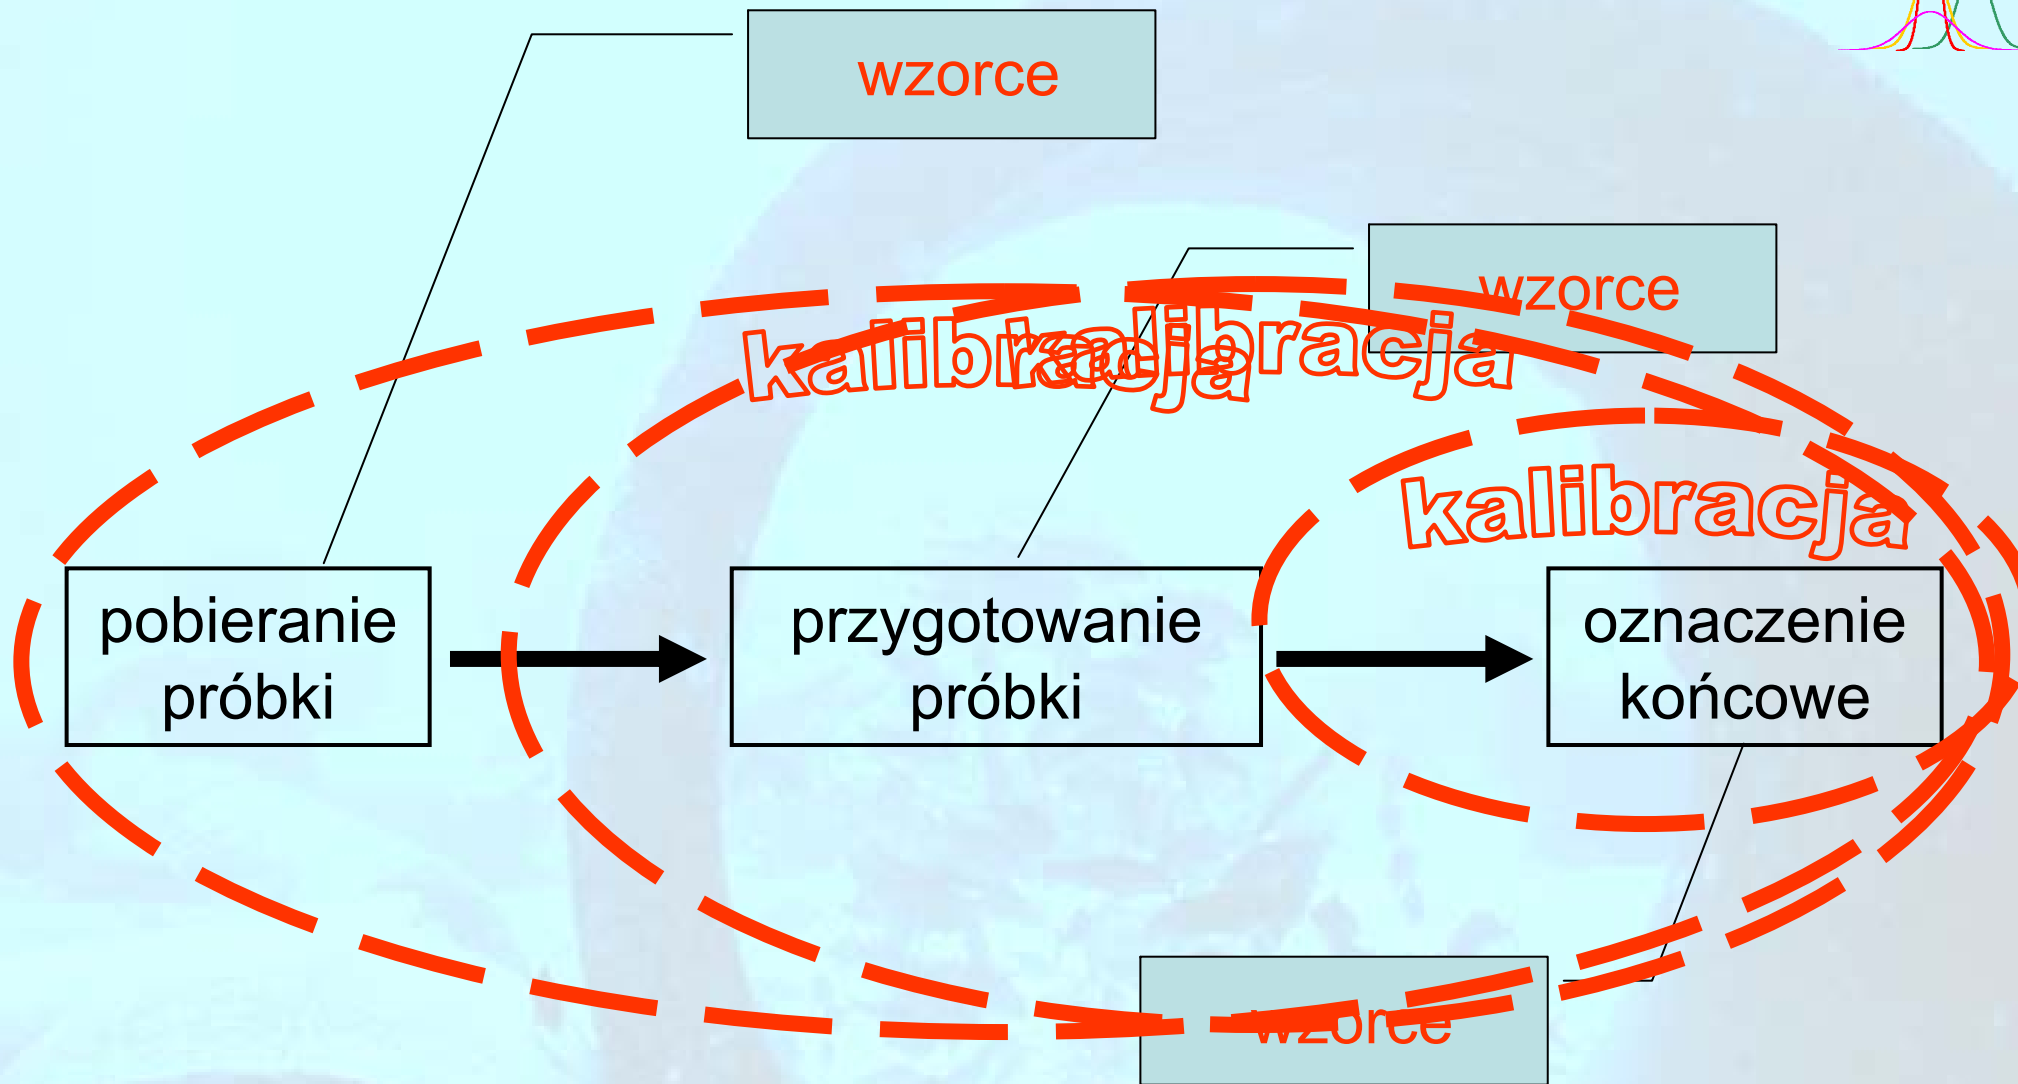 wzorce
wzorce
kalibracja
kalibracja
kalibracja
pobieranie
próbki
przygotowanie
próbki
oznaczenie
końcowe
wzorce